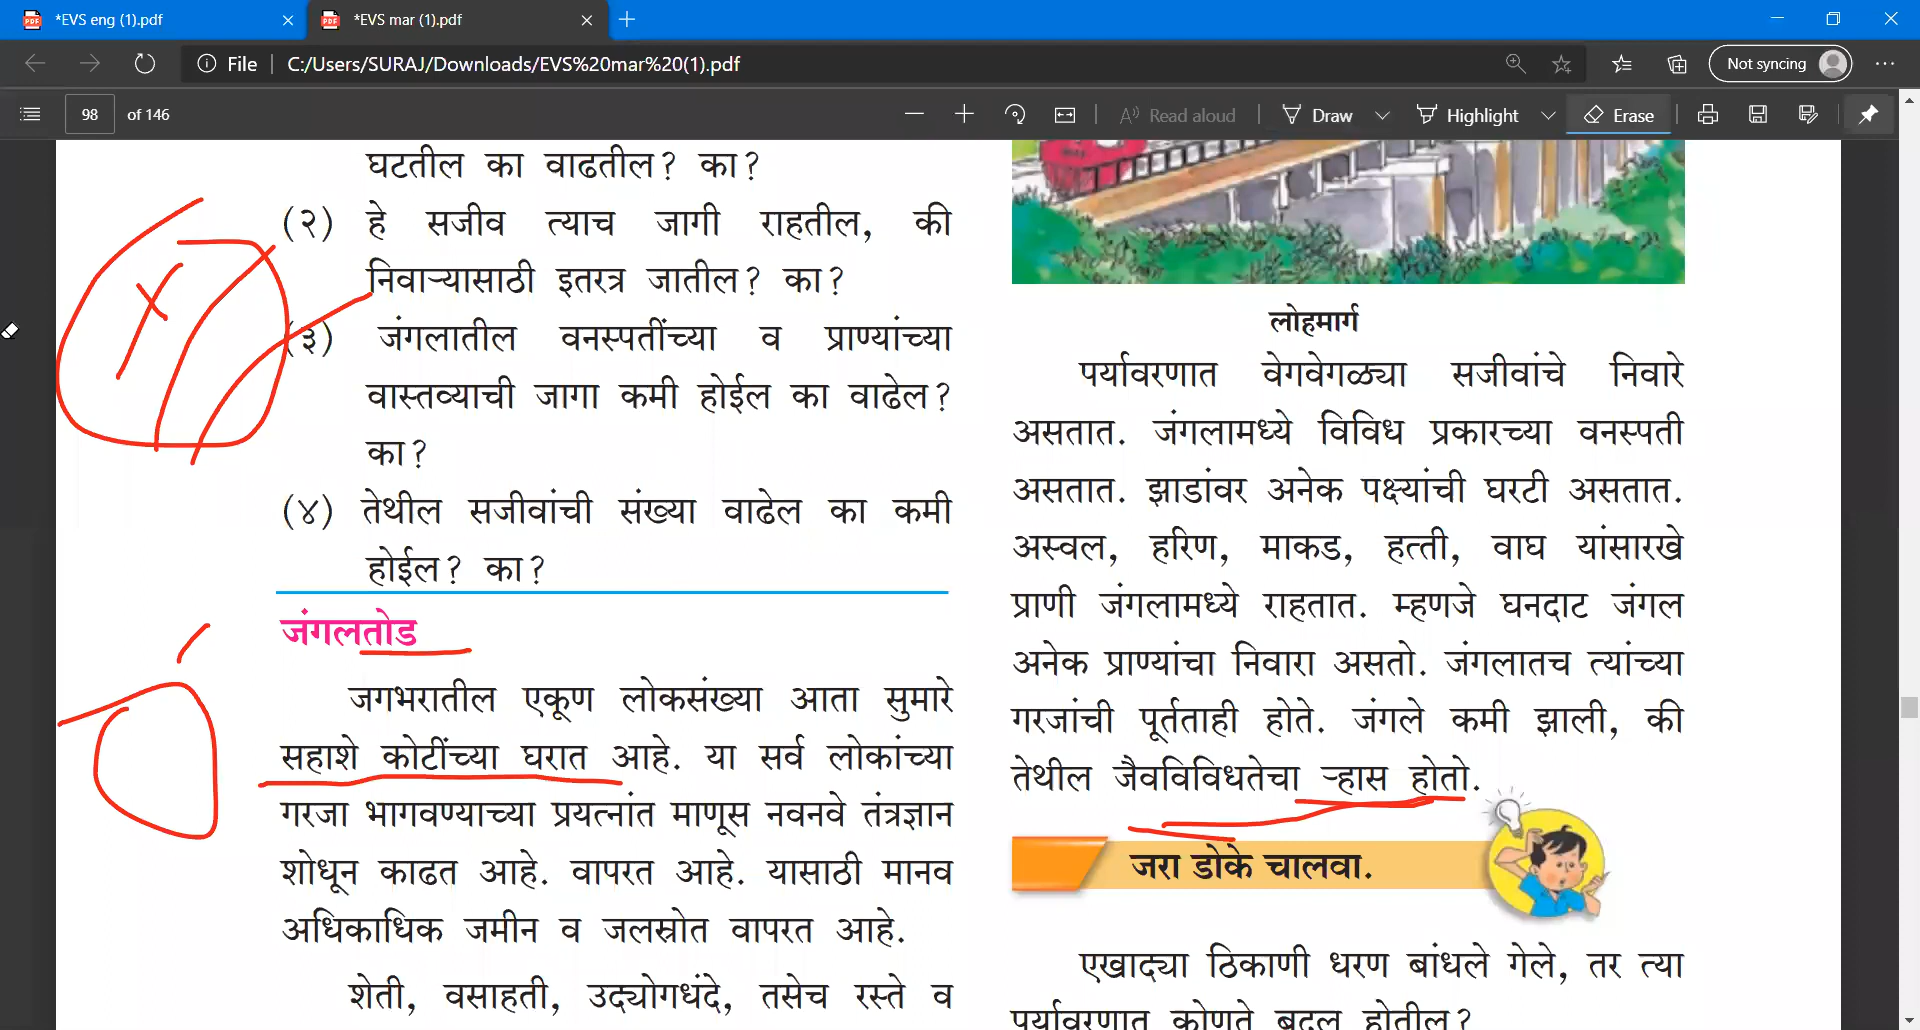 *EVS eng (1).pdf
*EVS mar (1).pdf
File
C:/Users/SURAJ/Downloads/EVS%20mar%20(1).pdf
Not syncing
98 of 146
Read aloud
Draw
Highlight
Erase
घटतील का वाढतील? का?
(२) हे सजीव त्याच जागी राहतील, की
निवाऱ्यासाठी इतरत्र जातील? का?
(३) जंगलातील वनस्पतींच्या व प्राण्यांच्या
वास्तव्याची जागा कमी होईल का वाढेल?
का?
(४) तेथील सजीवांची संख्या वाढेल का कमी
होईल? का?
जंगलतोड
जगभरातील एकूण लोकसंख्या आता सुमारे
सहाशे कोटींच्या घरात आहे. या सर्व लोकांच्या
गरजा भागवण्याच्या प्रयत्नांत माणूस नवनवे तंत्रज्ञान
शोधून काढत आहे. वापरत आहे. यासाठी मानव
अधिकाधिक जमीन व जलस्रोत वापरत आहे.
शेती, वसाहती, उद्योगधंदे, तसेच रस्ते व
लोहमार्ग
पर्यावरणात वेगवेगळ्या सजीवांचे निवारे
असतात. जंगलामध्ये विविध प्रकारच्या वनस्पती
असतात. झाडांवर अनेक पक्ष्यांची घरटी असतात.
अस्वल, हरिण, माकड, हत्ती, वाघ यांसारखे
प्राणी जंगलामध्ये राहतात. म्हणजे घनदाट जंगल
अनेक प्राण्यांचा निवारा असतो. जंगलातच त्यांच्या
गरजांची पूर्तताही होते. जंगले कमी झाली, की
तेथील जैवविविधतेचा ऱ्हास होतो.
जरा डोके चालवा.
एखाद्या ठिकाणी धरण बांधले गेले, तर त्या
पर्यावरणात कोणते बदल होतील?